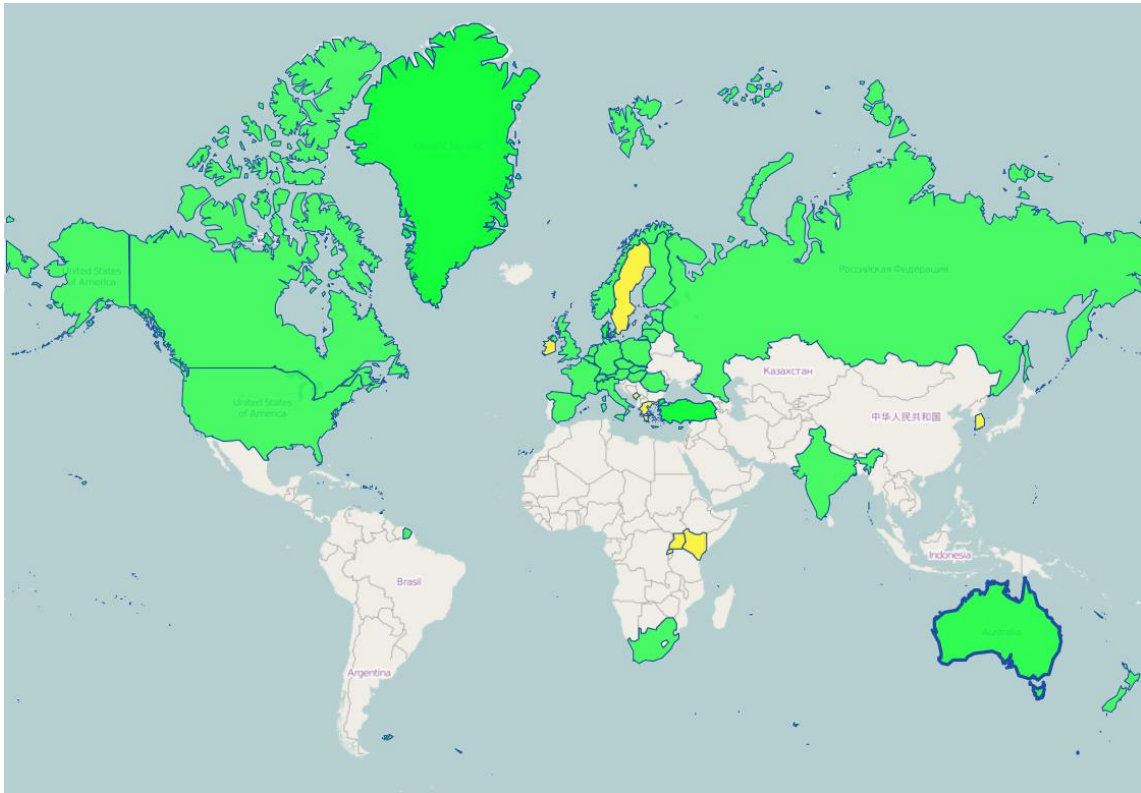 United States
of America
Российская Федерация
Казахстан
United States
of America
中华人民共和国
Indonesia
Brasil
Australia
Argentina